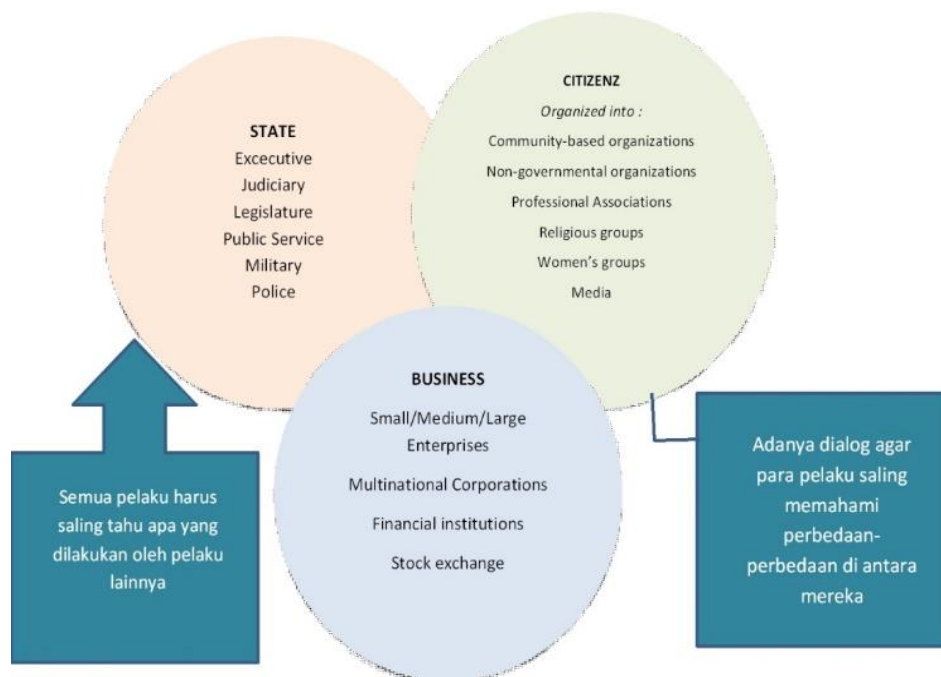 STATE
Excecutive
Judiciary
Legislature
Public Service
Military
Police
CITIZENZ
Organized into :
Community-based organizations
Non-governmental organizations
Professional Associations
Religious groups
Women’s groups
Media
BUSINESS
Small/Medium/Large
Enterprises
Multinational Corporations
Financial institutions
Stock exchange
Semua pelaku harus
saling tahu apa yang
dilakukan oleh pelaku
lainnya
Adanya dialog agar
para pelaku saling
memahami
perbedaan-
perbedaan di antara
mereka